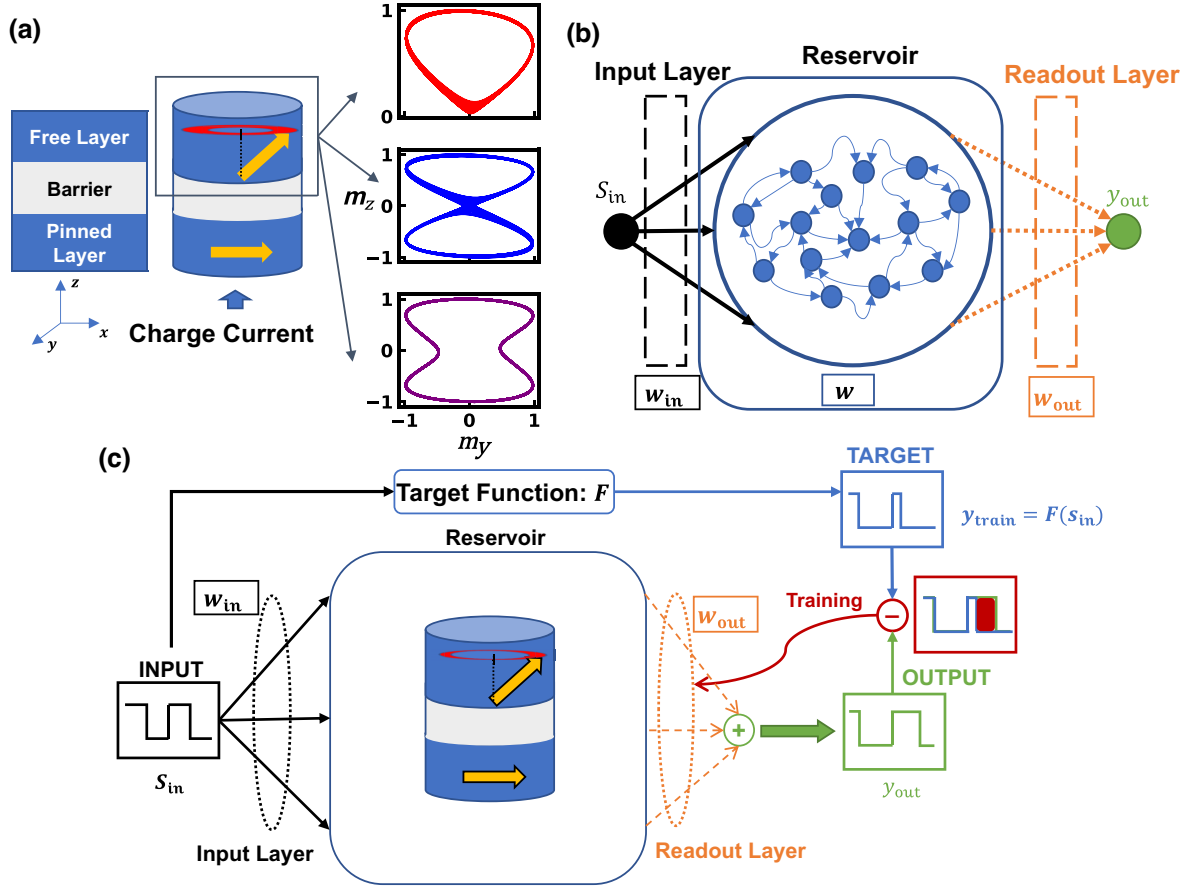 (a)
Free Layer
Barrier
Pinned
Layer
z
x
y
Charge Current
1
0
1
0
−1
1
0
−1
−1 0 1
m_z
m_y
(b)
Reservoir
Input Layer
Readout Layer
S_in
y_out
w_in
w
w_out
(c)
Target Function: F
TARGET
y_train = F(s_in)
Reservoir
w_in
w_out
Training
−
INPUT
OUTPUT
+
S_in
y_out
Input Layer
Readout Layer